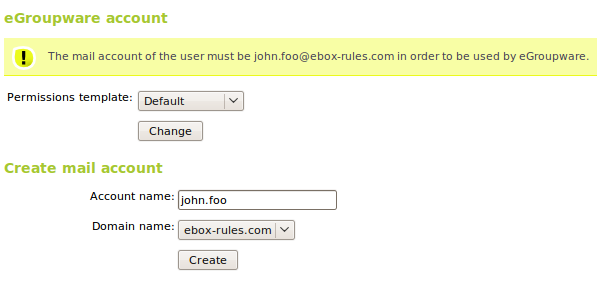 eGroupware account
The mail account of the user must be john.foo@ebox-rules.com in order to be used by eGroupware.
Permissions template: Default
Change
Create mail account
Account name: john.foo
Domain name: ebox-rules.com
Create